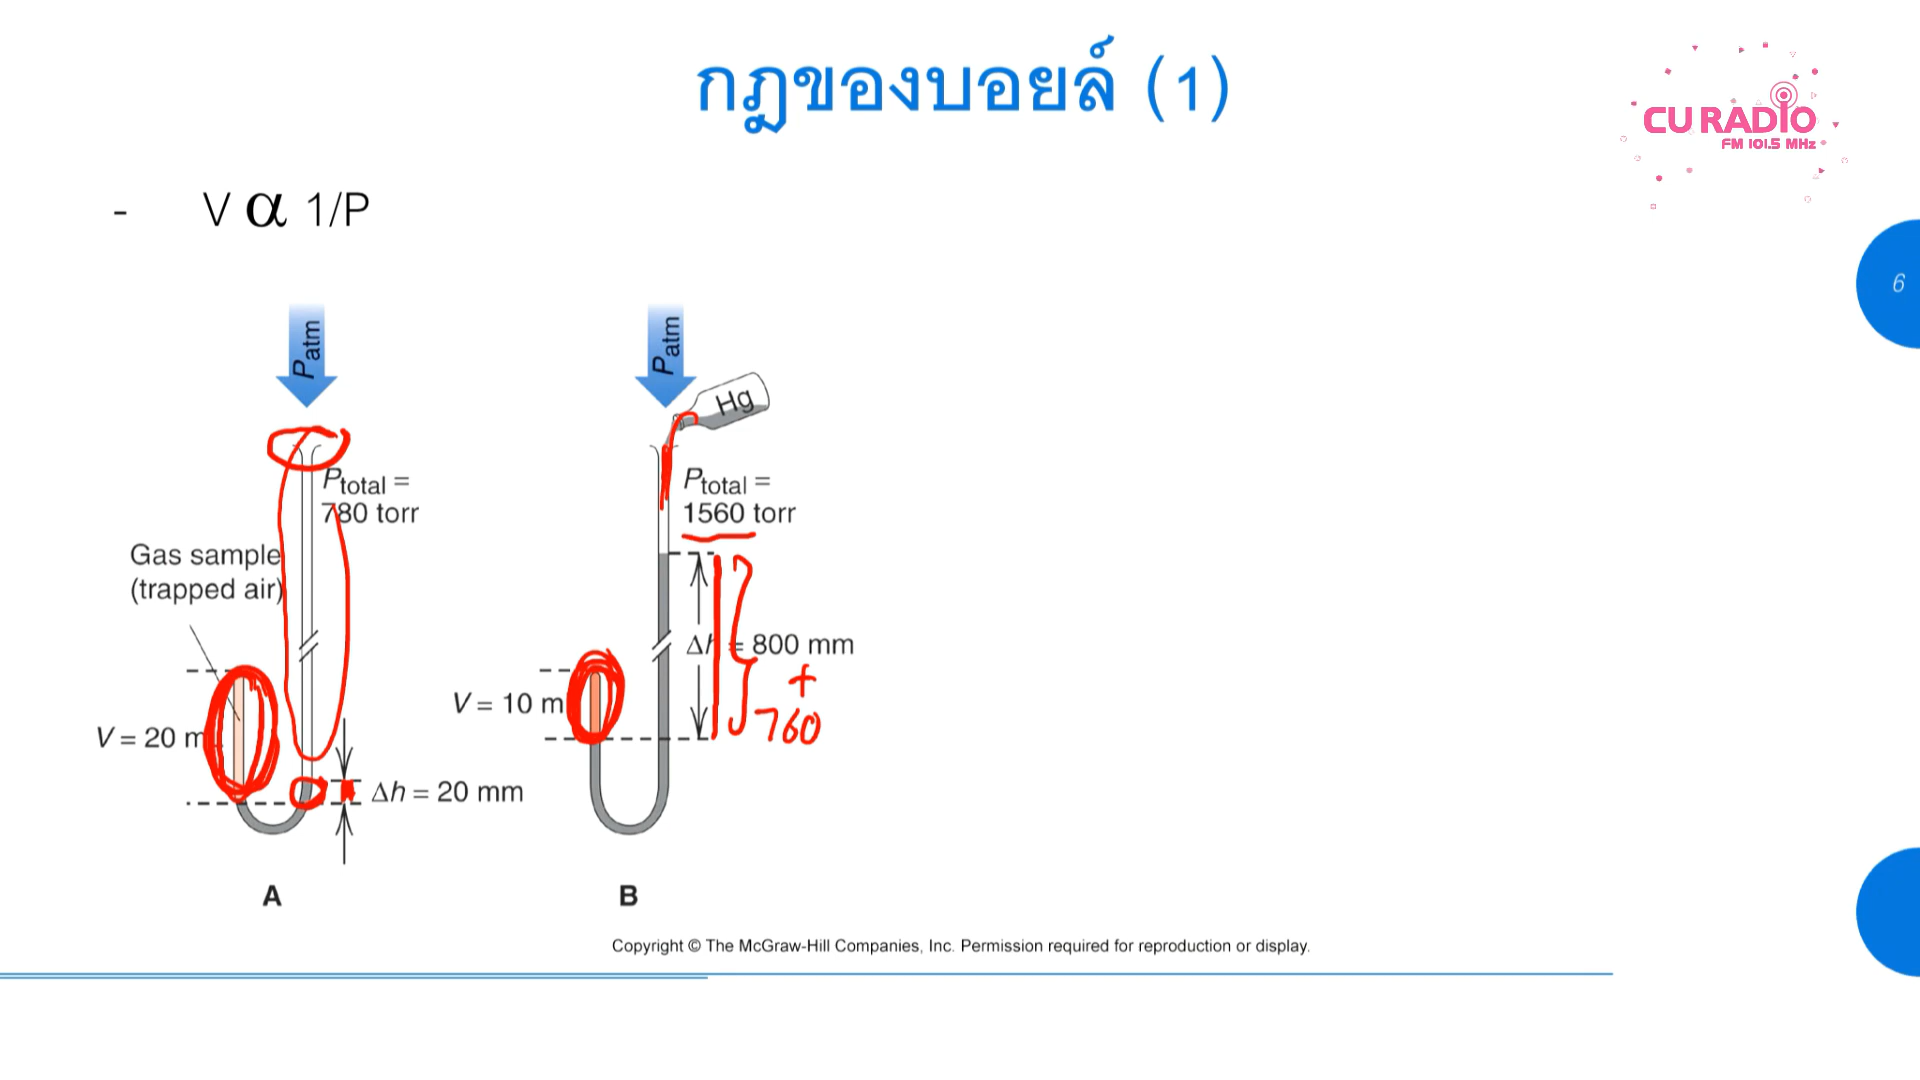 กฎของบอยล์ (1)
CU RADIO
FM 101.5 MHz
- V α 1/P
6
Patm
Patm
Hg
Ptotal =
780 torr
Ptotal =
1560 torr
Gas sample
(trapped air)
Δh = 800 mm
+
760
V = 10 m
V = 20 m
Δh = 20 mm
A
B
Copyright © The McGraw-Hill Companies, Inc. Permission required for reproduction or display.